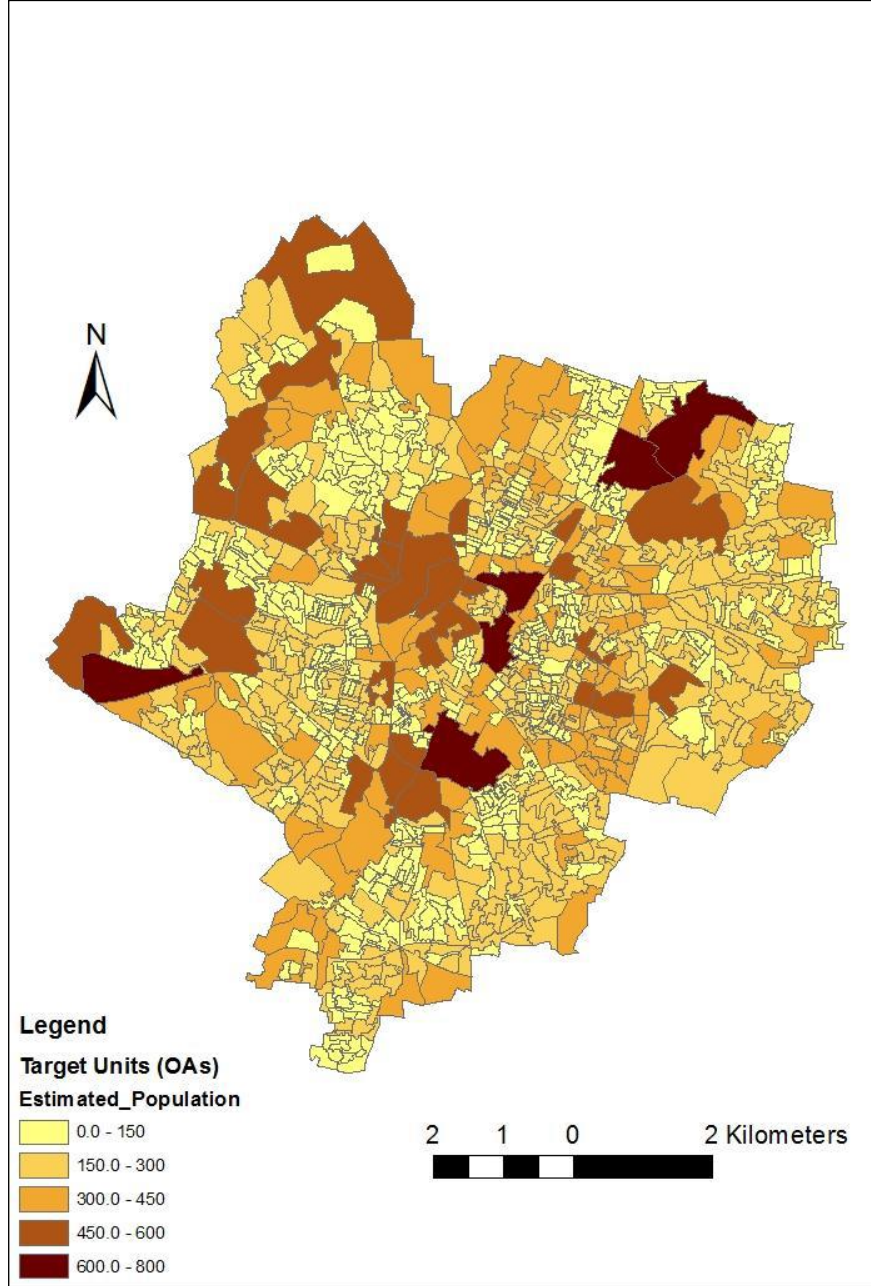 N
Legend
Target Units (OAs)
Estimated_Population
0.0 - 150
150.0 - 300
300.0 - 450
450.0 - 600
600.0 - 800
2 1 0 2 Kilometers